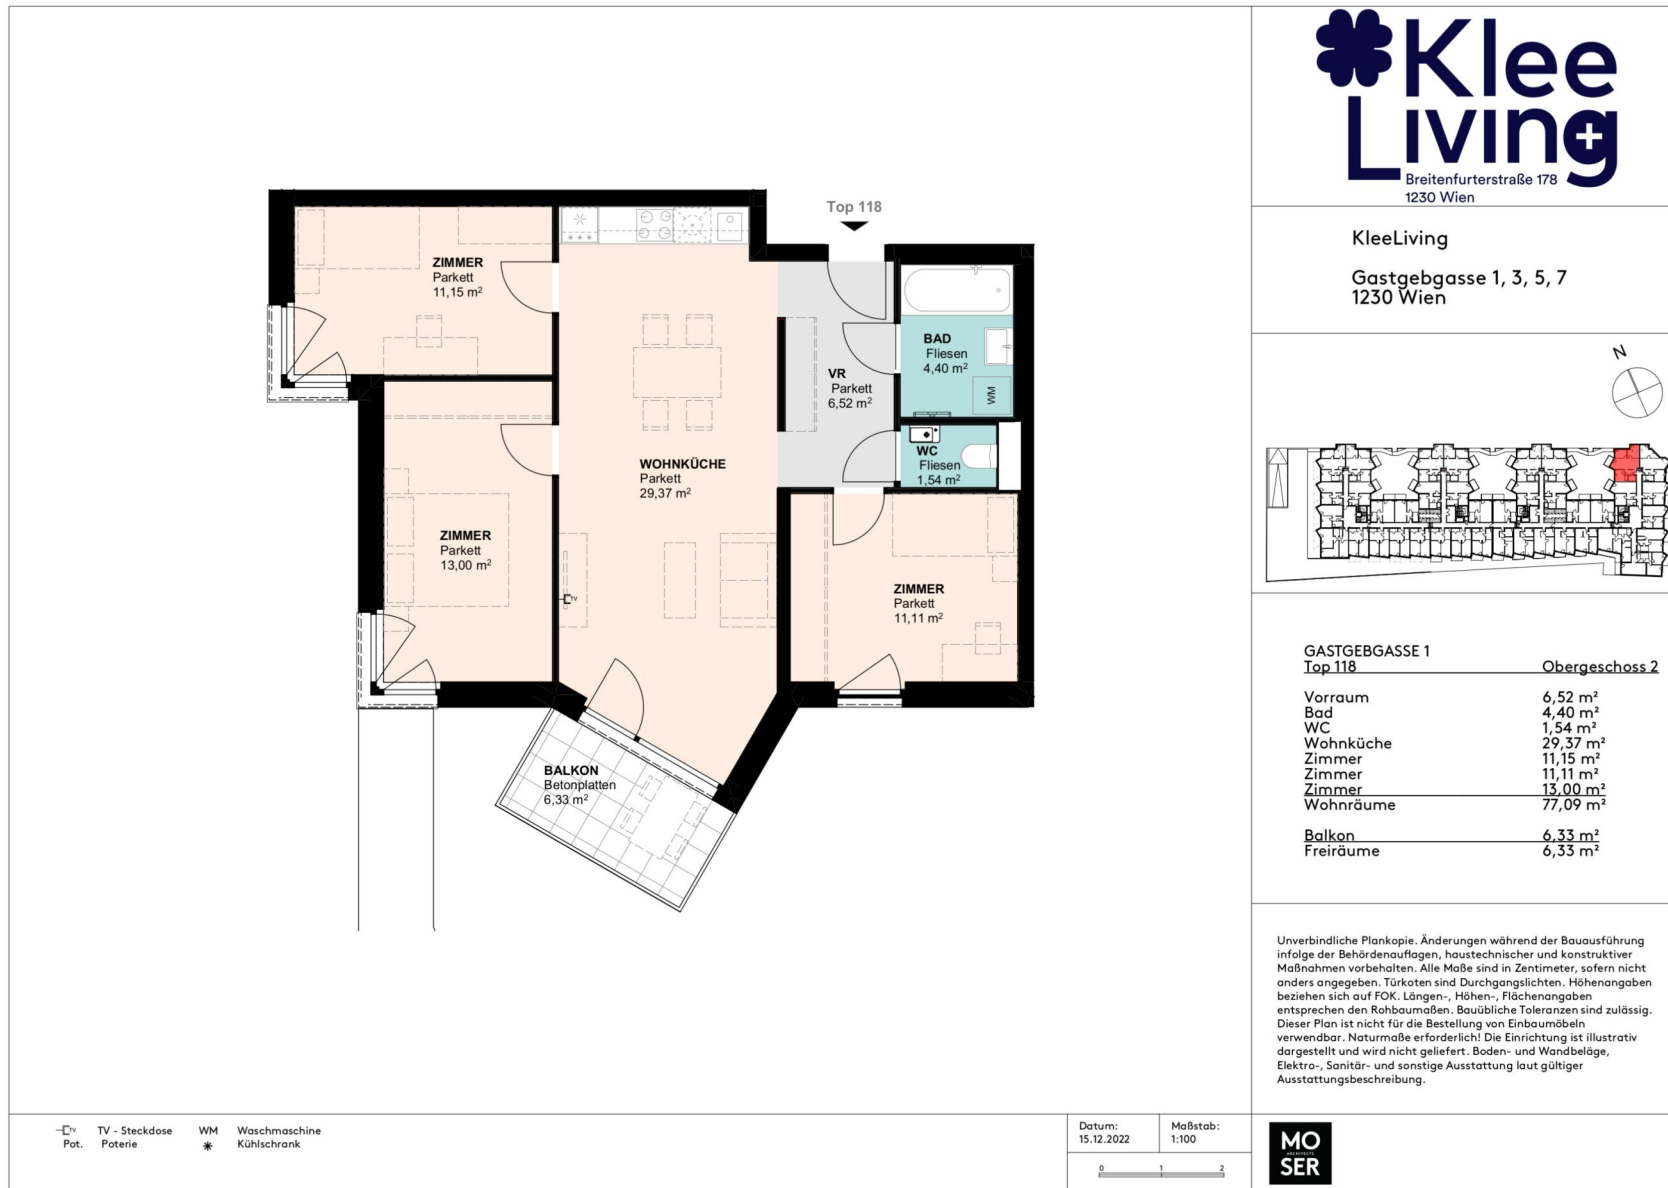 Top 118
ZIMMER
Parkett
11,15 m²
BAD
Fliesen
4,40 m²
WM
VR
Parkett
6,52 m²
WC
Fliesen
1,54 m²
WOHNKÜCHE
Parkett
29,37 m²
ZIMMER
Parkett
13,00 m²
TV
ZIMMER
Parkett
11,11 m²
BALKON
Betonplatten
6,33 m²
Klee
Living
Breitenfurterstraße 178
1230 Wien
KleeLiving
Gastgebgasse 1, 3, 5, 7
1230 Wien
N
GASTGEBGASSE 1
Top 118 Obergeschoss 2
Vorraum 6,52 m²
Bad 4,40 m²
WC 1,54 m²
Wohnküche 29,37 m²
Zimmer 11,15 m²
Zimmer 11,11 m²
Zimmer 13,00 m²
Wohnräume 77,09 m²
Balkon 6,33 m²
Freiräume 6,33 m²
Unverbindliche Plankopie. Änderungen während der Bauausführung
infolge der Behördenauflagen, haustechnischer und konstruktiver
Maßnahmen vorbehalten. Alle Maße sind in Zentimeter, sofern nicht
anders angegeben. Türkoten sind Durchgangslichten. Höhenangaben
beziehen sich auf FOK. Längen-, Höhen-, Flächenangaben
entsprechen den Rohbaumaßen. Bauübliche Toleranzen sind zulässig.
Dieser Plan ist nicht für die Bestellung von Einbaumöbeln
verwendbar. Naturmaße erforderlich! Die Einrichtung ist illustrativ
dargestellt und wird nicht geliefert. Boden- und Wandbeläge,
Elektro-, Sanitär- und sonstige Ausstattung laut gültiger
Ausstattungsbeschreibung.
TV TV - Steckdose WM Waschmaschine
Pot. Poterie Kühlschrank
Datum: Maßstab:
15.12.2022 1:100
0 1 2
MO
ARCHITECTS
SER